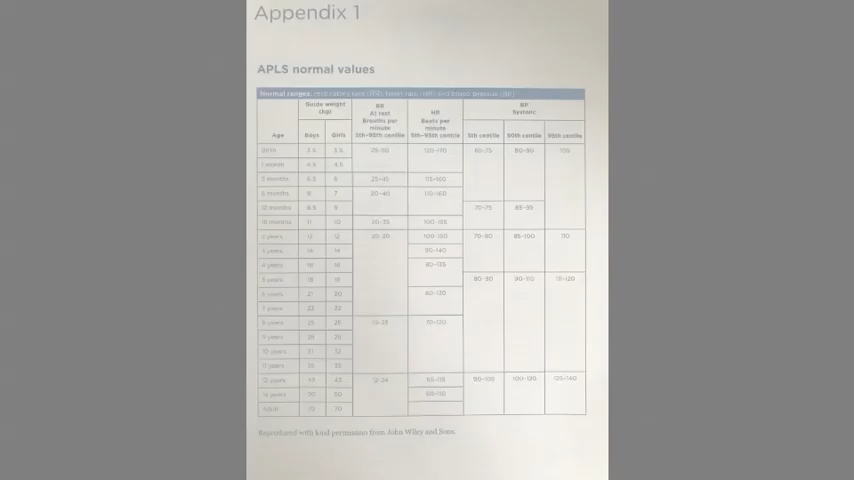 Appendix 1
APLS normal values
Normal ranges: respiratory rate (RR), heart rate (HR) and blood pressure (BP)
Age
Guide weight (kg)
Boys
Girls
RR
At rest
Breaths per
minute
5th–95th centile
HR
Beats per
minute
5th–95th centile
BP
Systolic
5th centile
50th centile
95th centile
Birth 3.5 3.5 120–170 80–90 105
1 month 4.5 4.5
3 months 6.5 6 25–45 115–160
6 months 8 7 20–40 110–160
12 months 9.5 9 70–75 85–95
18 months 11 10 20–35 100–155
2 years 12 12 100–150 70–80 85–100 110
14 14 90–140
4 years 16 16 80–135
5 years 18 18 80–90 90–110 111–120
6 years 21 20 80–130
7 years 23 22
8 years 25 25 70–120
9 years 28 28
10 years 31 32
11 years 35 35
12 years 43 43 12–24 65–115 90–105 100–120 125–140
14 years 50 50 60–110
Adult 70 70
Reproduced with kind permission from John Wiley and Sons.